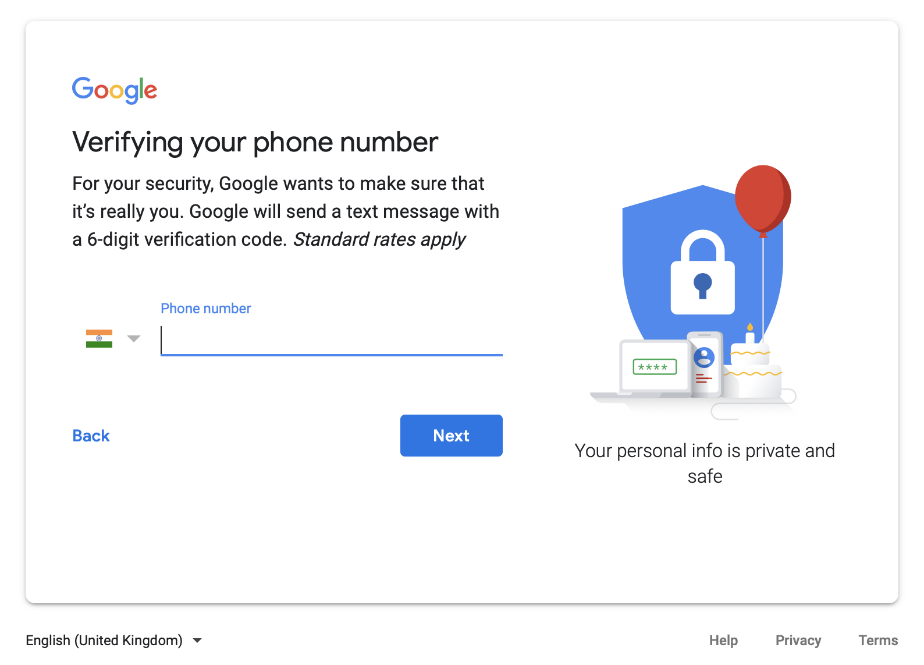 Google
Verifying your phone number
For your security, Google wants to make sure that
it's really you. Google will send a text message with
a 6-digit verification code. Standard rates apply
Phone number
****
Back
Next
Your personal info is private and
safe
English (United Kingdom)
Help
Privacy
Terms